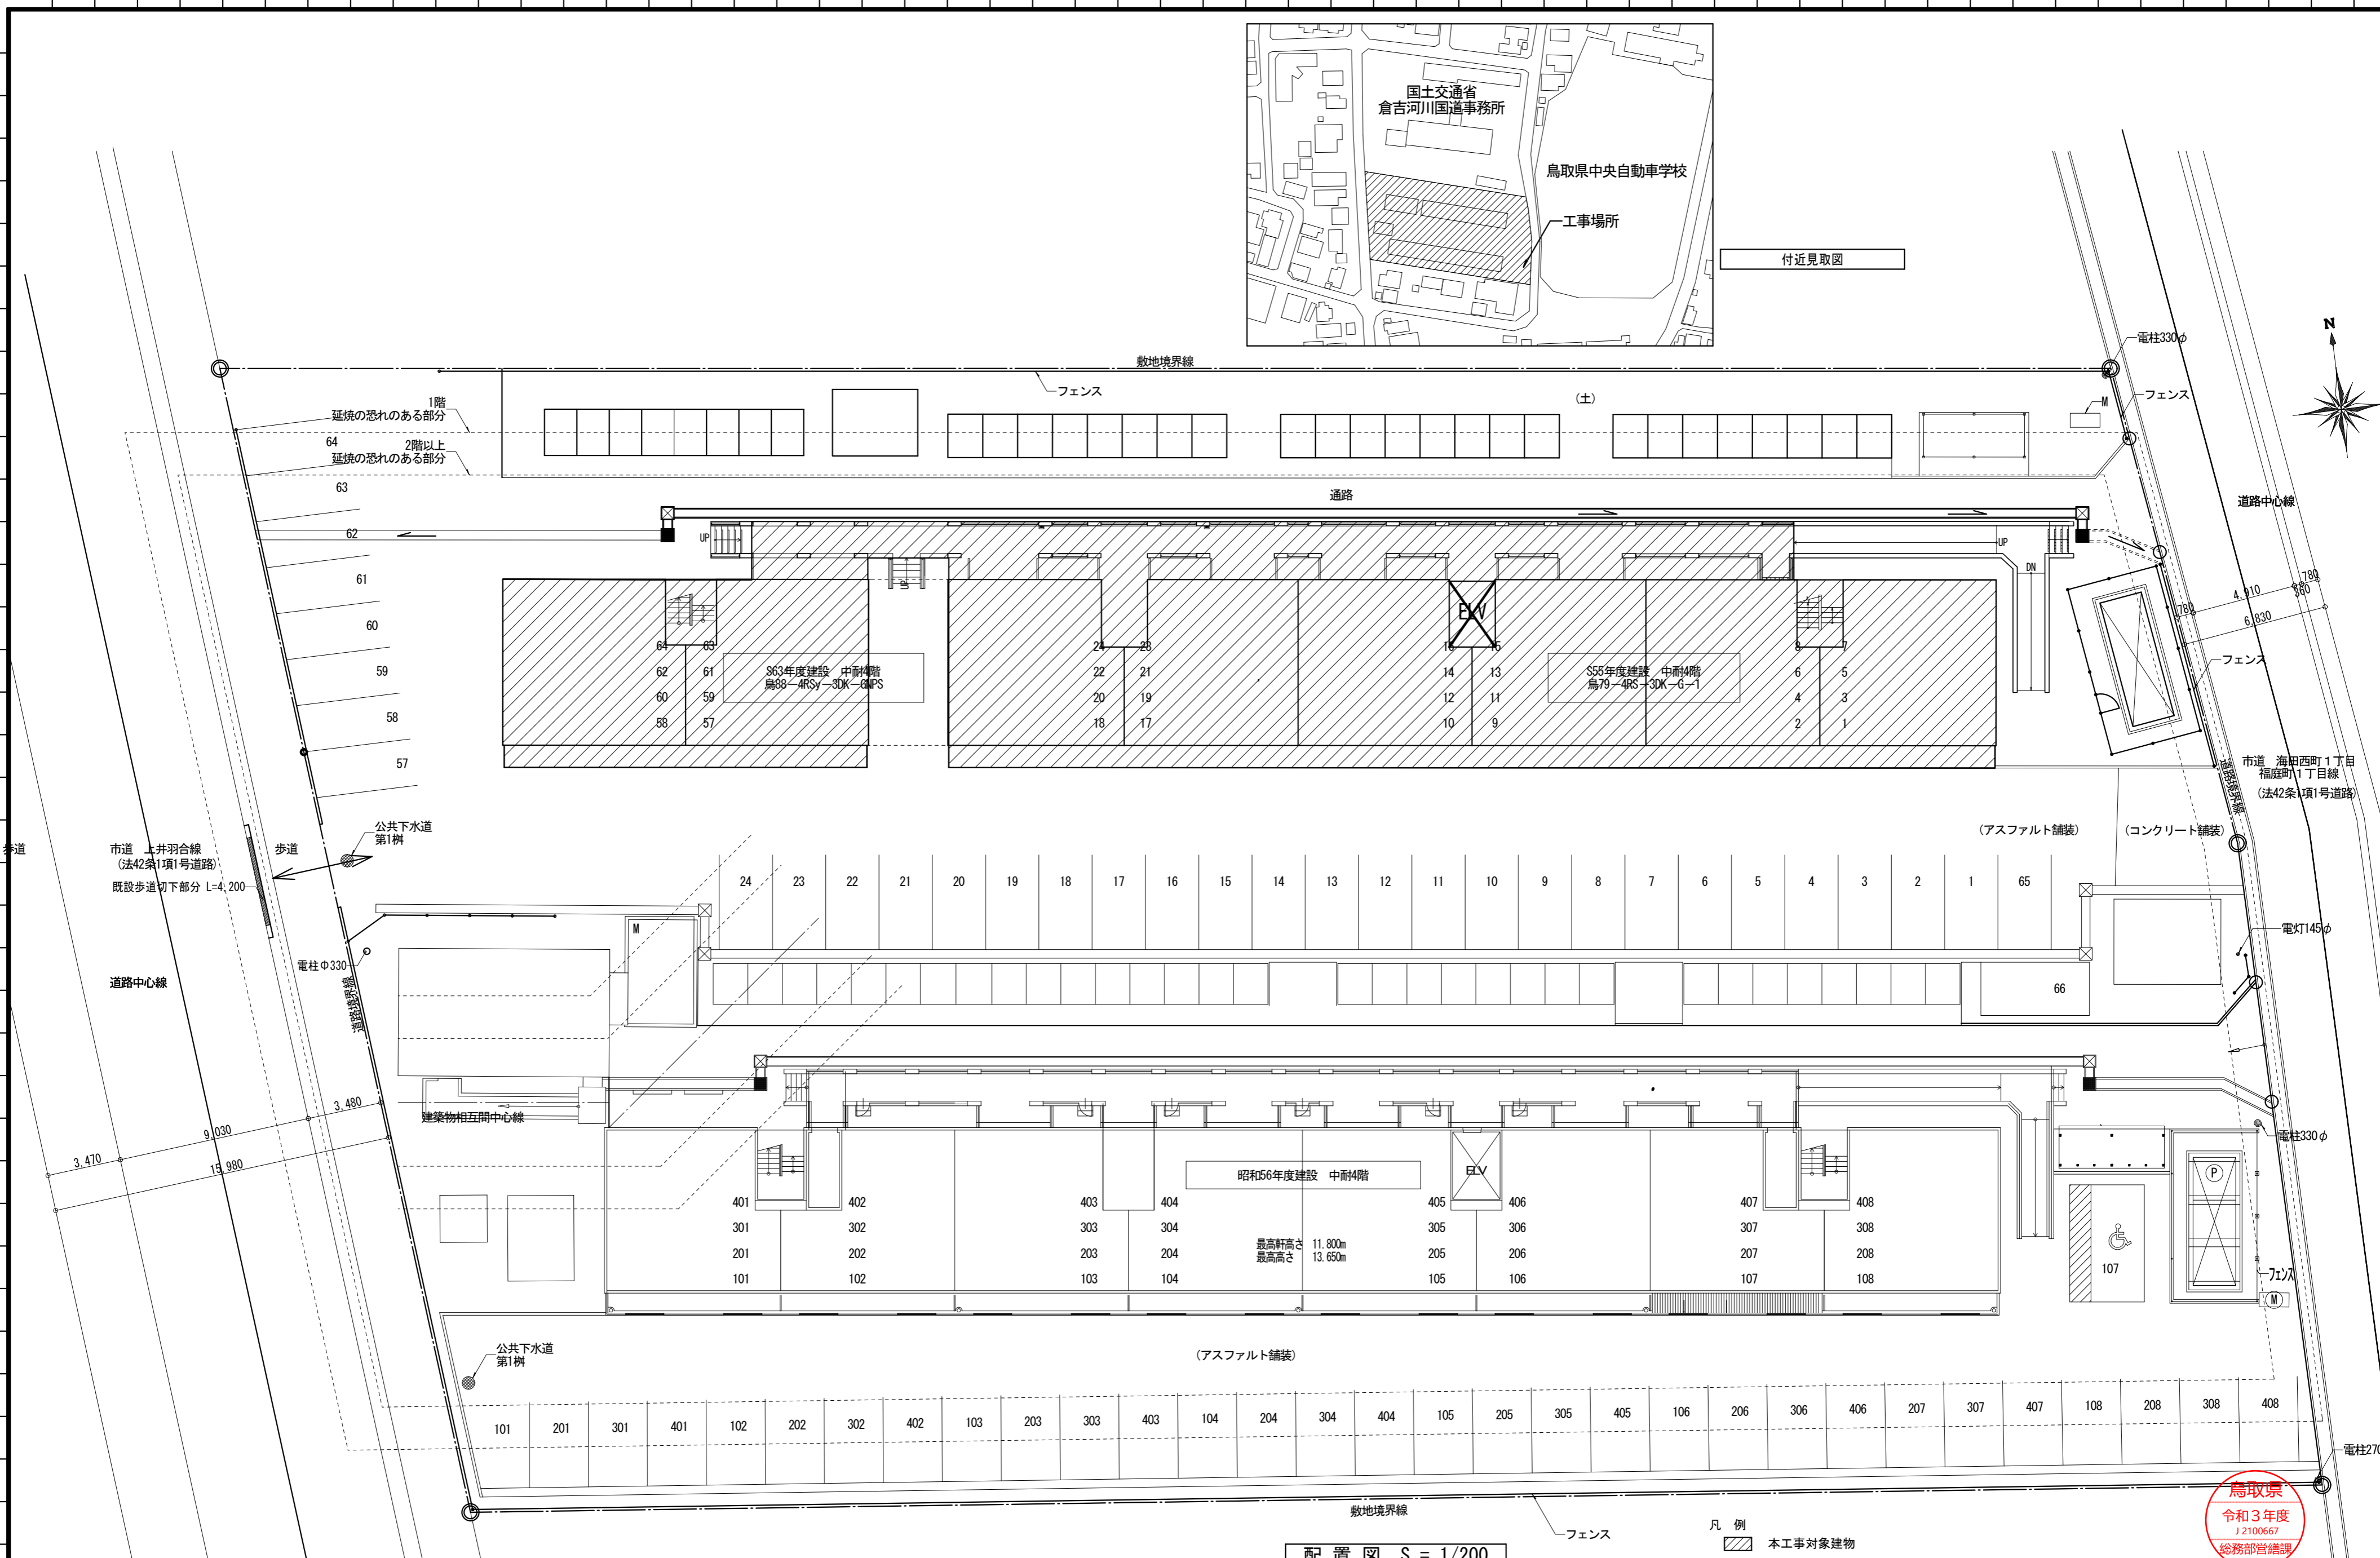 国土交通省
倉吉河川国道事務所
鳥取県中央自動車学校
工事場所
付近見取図
N
電柱330φ
敷地境界線
フェンス
フェンス
(土)
M
1階
延焼の恐れのある部分
2階以上
延焼の恐れのある部分
64
63
62
61
60
59
58
57
通路
道路中心線
UP
UP
UP
DN
ELV
780
4,910
360
780
6,830
フェンス
64 63 24 23 16 15 8 7
62 61 22 21 14 13 6 5
60 59 20 19 12 11 4 3
58 57 18 17 10 9 2 1
S63年度建設 中耐4階
鳥88−4RSy−3DK−GNPS
S55年度建設 中耐4階
鳥79−4RS−3DK−G−1
市道 海田西町1丁目
福庭町1丁目線
(法42条1項1号道路)
道路境界線
公共下水道
第1桝
歩道
市道 上井羽合線
(法42条1項1号道路)
歩道
既設歩道切下部分 L=4,200
(アスファルト舗装)
(コンクリート舗装)
24 23 22 21 20 19 18 17 16 15 14 13 12 11 10 9 8 7 6 5 4 3 2 1 65
M
電柱Φ330
電灯145φ
道路中心線
道路境界線
66
建築物相互間中心線
3,480
9,030
3,470
15,980
電柱330φ
昭和56年度建設 中耐4階
ELV
P
401 402 403 404 405 406 407 408
301 302 303 304 305 306 307 308
201 202 203 204 205 206 207 208
101 102 103 104 105 106 107 108
最高軒高さ 11.800m
最高高さ 13.650m
107
フェンス
M
公共下水道
第1桝
(アスファルト舗装)
101 201 301 401 102 202 302 402 103 203 303 403 104 204 304 404 105 205 305 405 106 206 306 406 207 307 407 108 208 308 408
電柱270
敷地境界線
フェンス
凡 例
本工事対象建物
配 置 図 S = 1/200
鳥取県
令和3年度
J 2100667
総務部営繕課